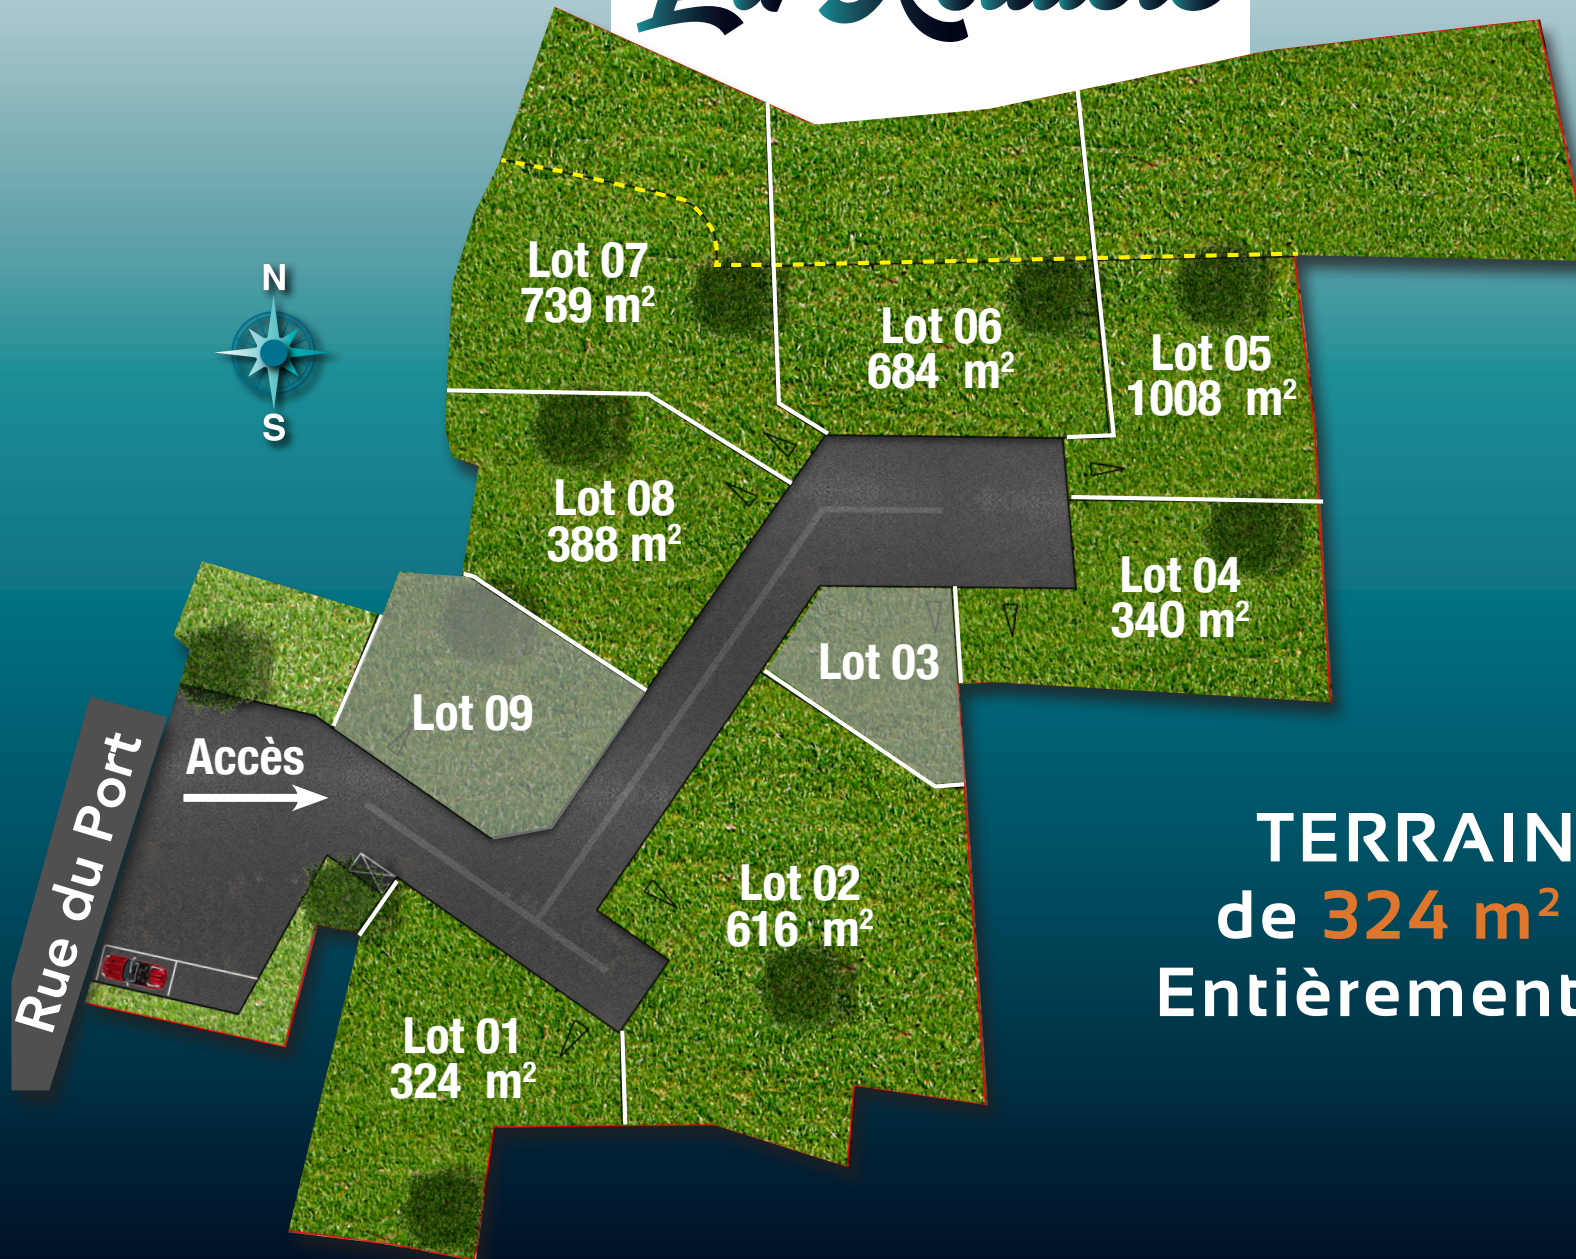 Lot 07
739 m²
Lot 06
684 m²
Lot 05
1008 m²
N
S
Lot 08
388 m²
Lot 04
340 m²
Lot 03
Lot 09
Accès
Rue du Port
Lot 02
616 m²
Lot 01
324 m²
TERRAIN
de 324 m²
Entièrement